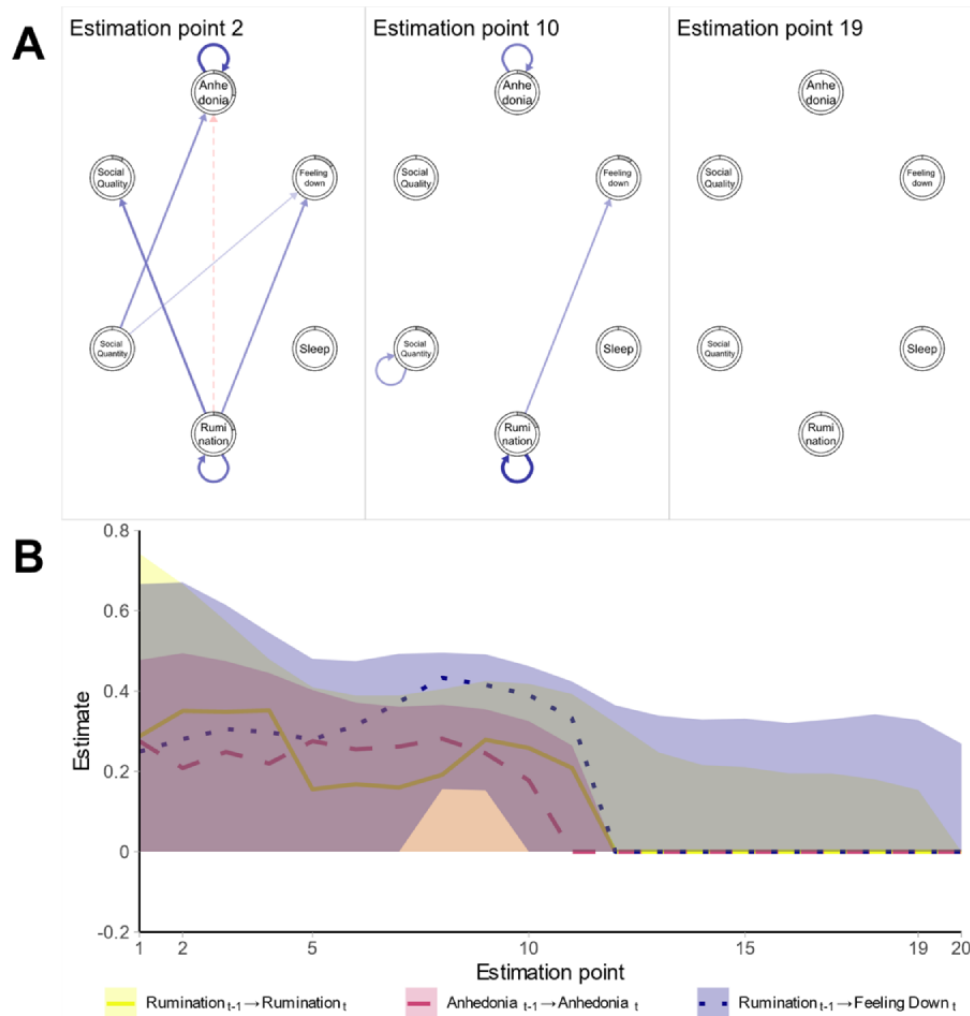 A
Estimation point 2
Estimation point 10
Estimation point 19
Anhe
donia
Social
Quality
Feeling
down
Social
Quantity
Sleep
Rumi
nation
Anhe
donia
Social
Quality
Feeling
down
Social
Quantity
Sleep
Rumi
nation
Anhe
donia
Social
Quality
Feeling
down
Social
Quantity
Sleep
Rumi
nation
B
Estimate
0.8
0.6
0.4
0.2
0
-0.2
1 2 5 10 15 19 20
Estimation point
Rumination t-1→Rumination t
Anhedonia t-1→Anhedonia t
Rumination t-1→Feeling Down t